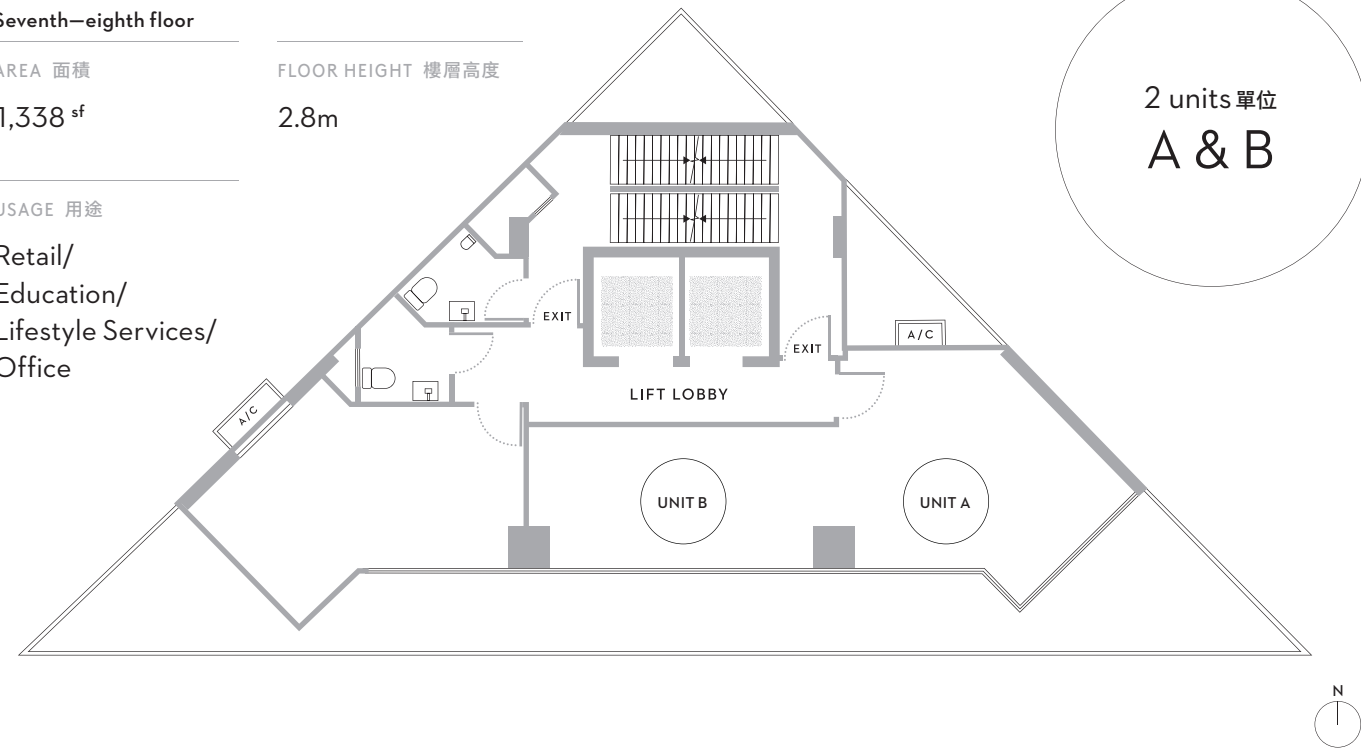 Seventh—eighth floor
AREA 面積
1,338 sf
FLOOR HEIGHT 樓層高度
2.8m
USAGE 用途
Retail/
Education/
Lifestyle Services/
Office
2 units 單位
A & B
EXIT
EXIT
A/C
LIFT LOBBY
A/C
UNIT B
UNIT A
N